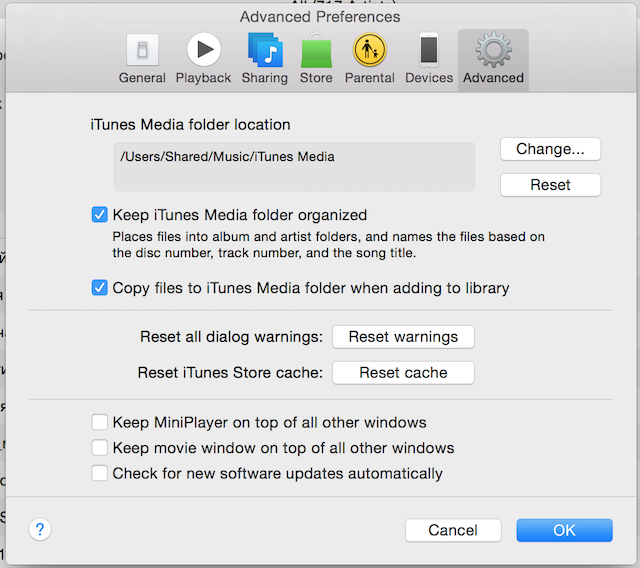 Advanced Preferences
General Playback Sharing Store Parental Devices Advanced
iTunes Media folder location
/Users/Shared/Music/iTunes Media
Change...
Reset
Keep iTunes Media folder organized
Places files into album and artist folders, and names the files based on
the disc number, track number, and the song title.
Copy files to iTunes Media folder when adding to library
Reset all dialog warnings: Reset warnings
Reset iTunes Store cache: Reset cache
Keep MiniPlayer on top of all other windows
Keep movie window on top of all other windows
Check for new software updates automatically
? Cancel OK